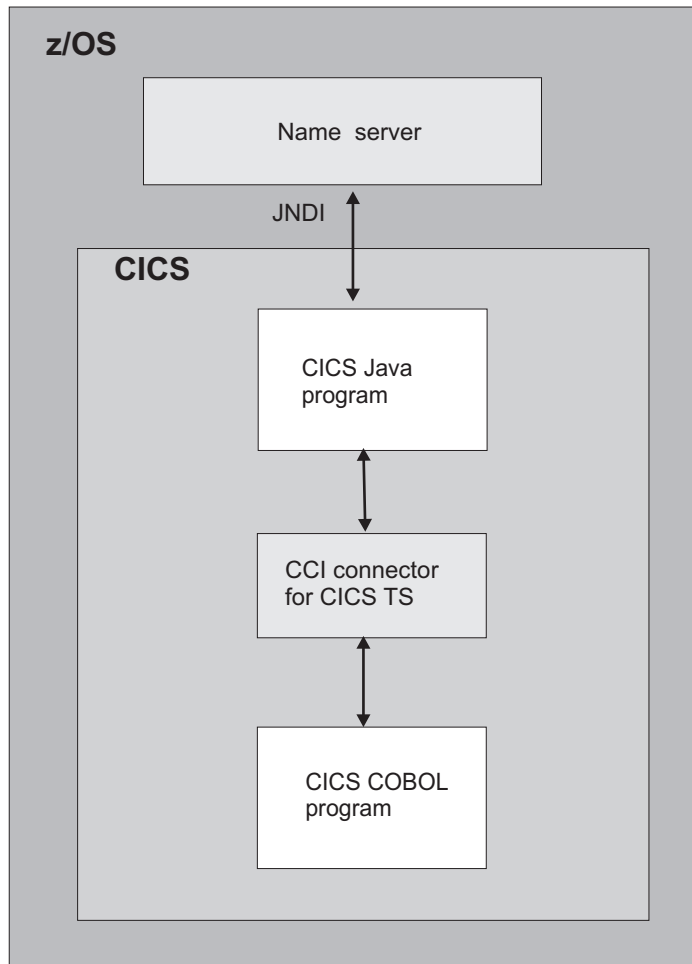 z/OS
Name server
JNDI
CICS
CICS Java
program
CCI connector
for CICS TS
CICS COBOL
program